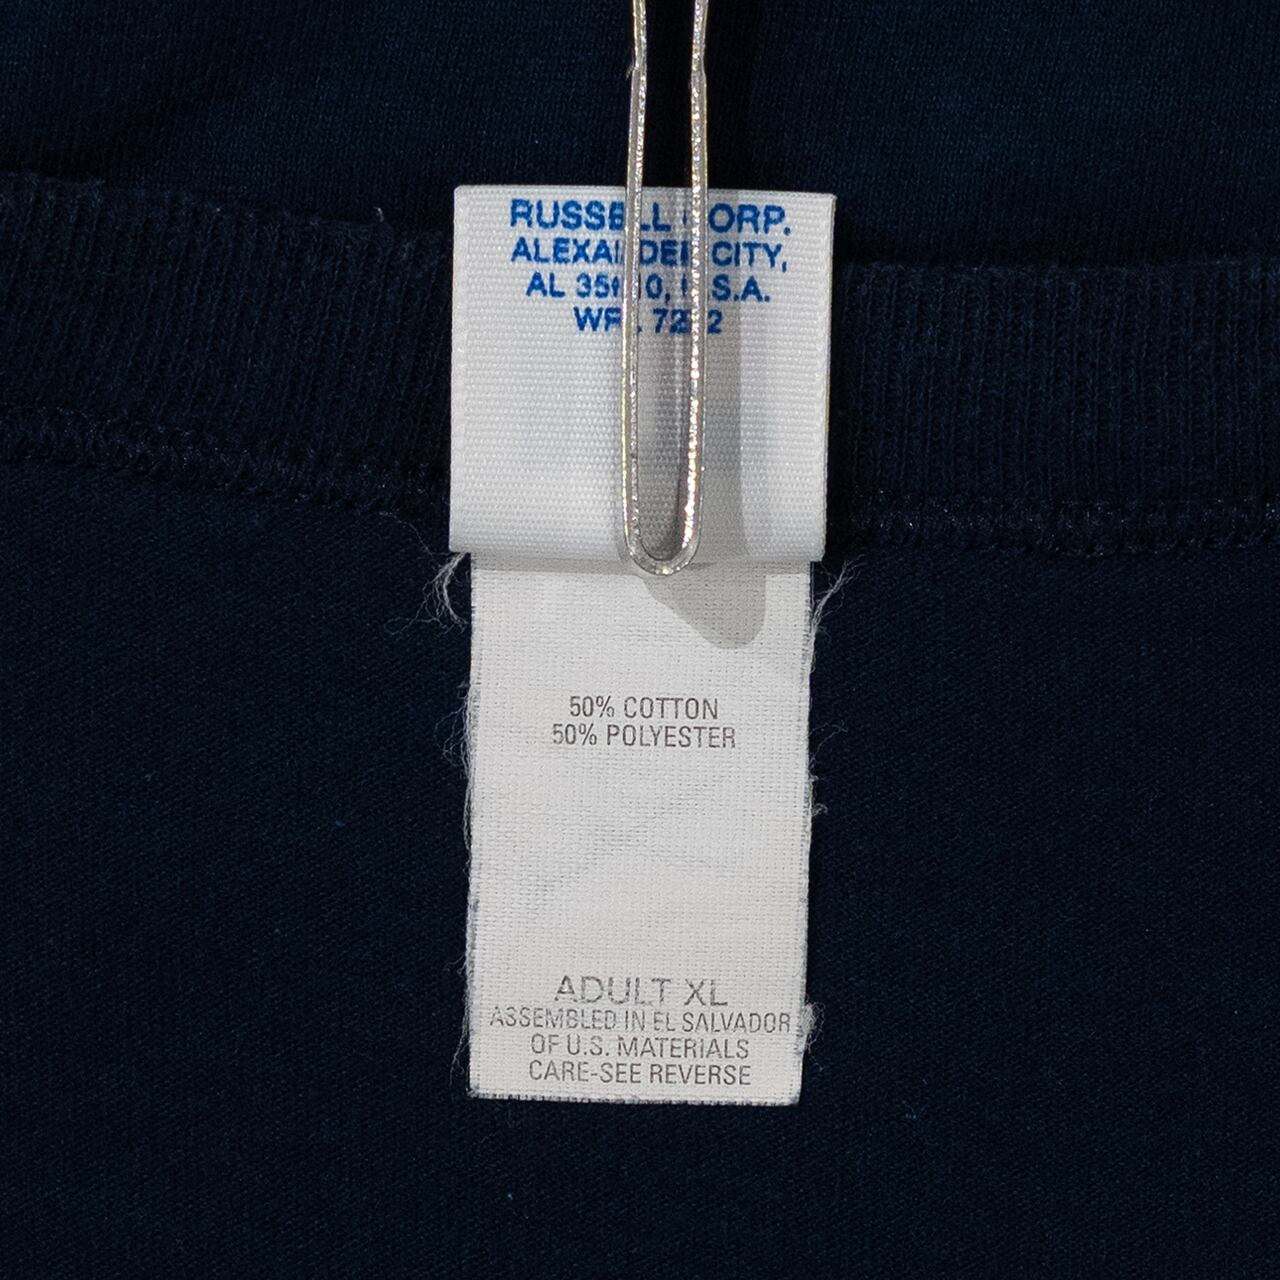 RUSSELL CORP.
ALEXANDER CITY,
AL 35010, U.S.A.
50% COTTON
50% POLYESTER
ADULT XL
ASSEMBLED IN EL SALVADOR
OF U.S. MATERIALS
CARE-SEE REVERSE